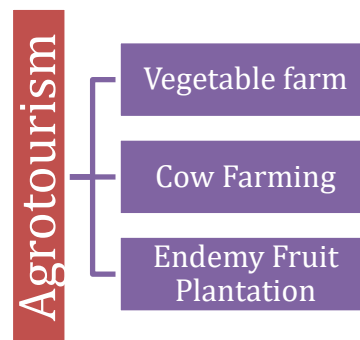 Agrotourism
Vegetable farm
Cow Farming
Endemy Fruit
Plantation